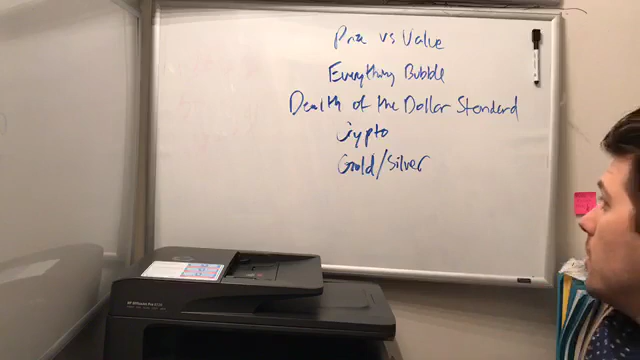 Price vs Value
Everything Bubble
Death of the Dollar Standard
Crypto
Gold/Silver